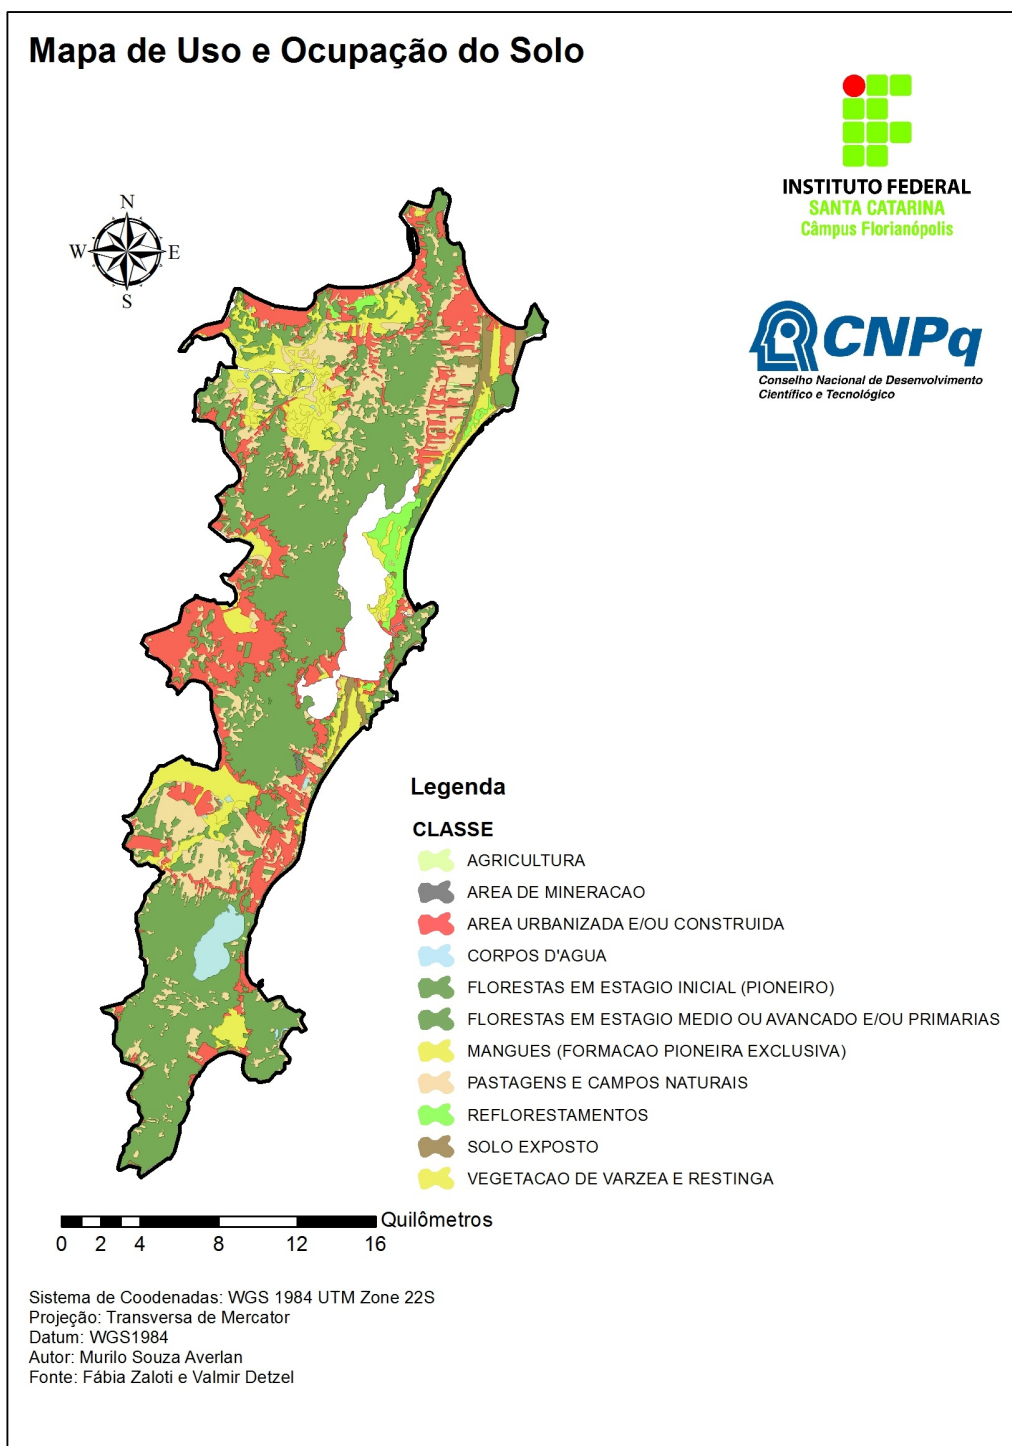 Mapa de Uso e Ocupação do Solo
INSTITUTO FEDERAL
SANTA CATARINA
Câmpus Florianópolis
N
W
E
S
CNPq
Conselho Nacional de Desenvolvimento
Científico e Tecnológico
Legenda
CLASSE
AGRICULTURA
AREA DE MINERACAO
AREA URBANIZADA E/OU CONSTRUIDA
CORPOS D'AGUA
FLORESTAS EM ESTAGIO INICIAL (PIONEIRO)
FLORESTAS EM ESTAGIO MEDIO OU AVANCADO E/OU PRIMARIAS
MANGUES (FORMACAO PIONEIRA EXCLUSIVA)
PASTAGENS E CAMPOS NATURAIS
REFLORESTAMENTOS
SOLO EXPOSTO
VEGETACAO DE VARZEA E RESTINGA
Quilômetros
0 2 4 8 12 16
Sistema de Coodenadas: WGS 1984 UTM Zone 22S
Projeção: Transversa de Mercator
Datum: WGS1984
Autor: Murilo Souza Averlan
Fonte: Fábia Zaloti e Valmir Detzel